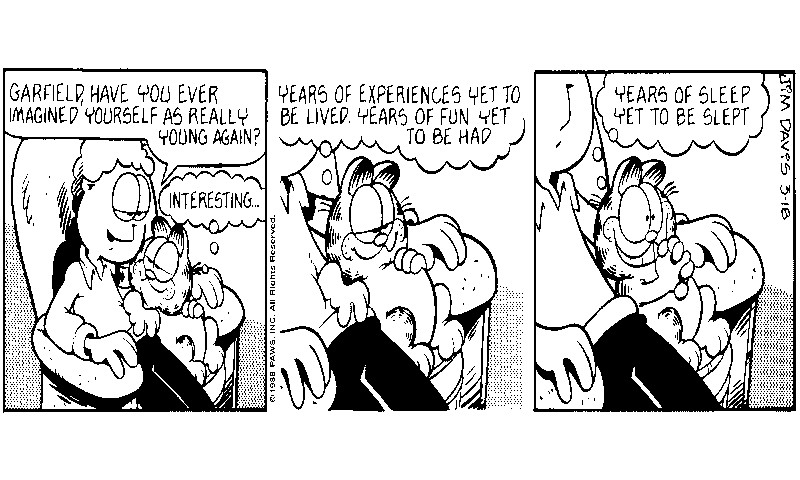 GARFIELD, HAVE YOU EVER
IMAGINED YOURSELF AS REALLY
YOUNG AGAIN?
INTERESTING...
© 1988 PAWS, INC. All Rights Reserved.
YEARS OF EXPERIENCES YET TO
BE LIVED. YEARS OF FUN YET
TO BE HAD
YEARS OF SLEEP
YET TO BE SLEPT
JIM DAVIS 3-18